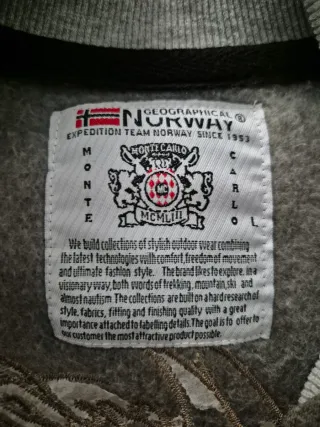 GEOGRAPHICAL
NORWAY®
EXPEDITION TEAM NORWAY SINCE 1953
MONTE CARLO
MONTE
CARLO
MC
MCMLIII
L
We build collections of stylish outdoor wear combining
the latest technologies with comfort, freedom of movement
and ultimate fashion style. The brand likes to explore, in a
visionary way, both words of trekking, mountain, ski and
almost nautism. The collections are built on a hard research of
style, fabrics, fitting and finishing quality with a great
importance attached to labelling details. The goal is to offer to
our customers the most attractive product possible.